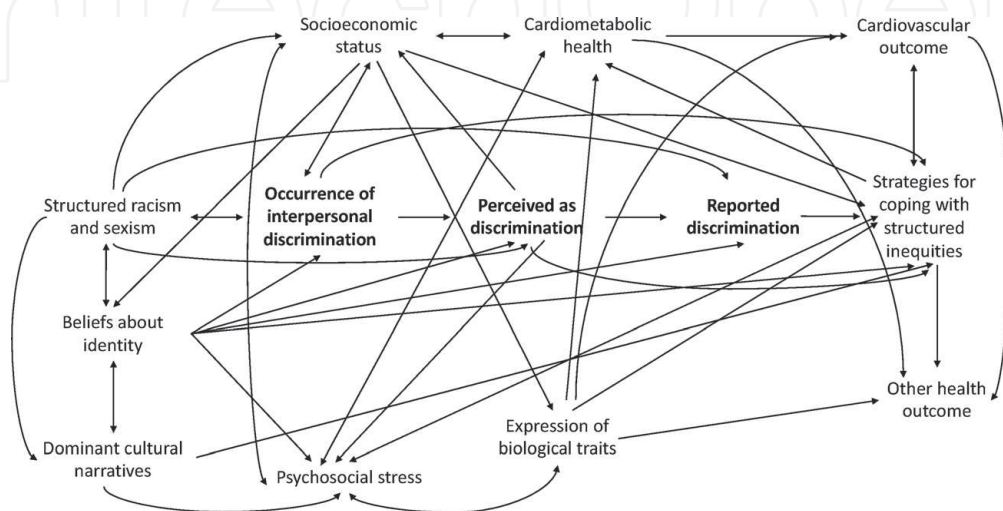 Socioeconomic
status
Cardiometabolic
health
Cardiovascular
outcome
Structured racism
and sexism
Occurrence of
interpersonal
discrimination
Perceived as
discrimination
Reported
discrimination
Strategies for
coping with
structured
inequities
Beliefs about
identity
Other health
outcome
Dominant cultural
narratives
Psychosocial stress
Expression of
biological traits